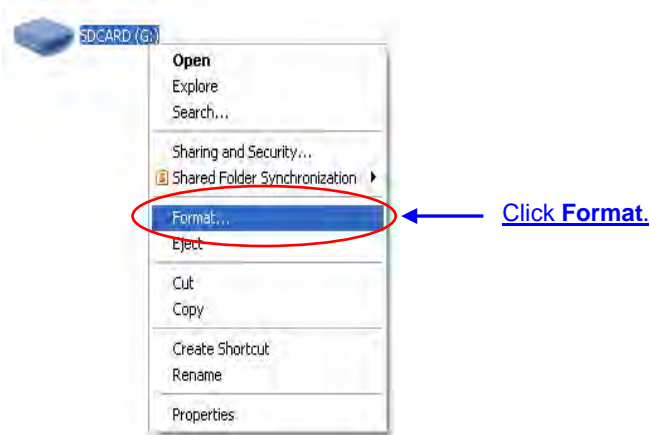 SDCARD (G:)
Open
Explore
Search...
Sharing and Security...
Shared Folder Synchronization
Format...
Click Format.
Eject
Cut
Copy
Create Shortcut
Rename
Properties